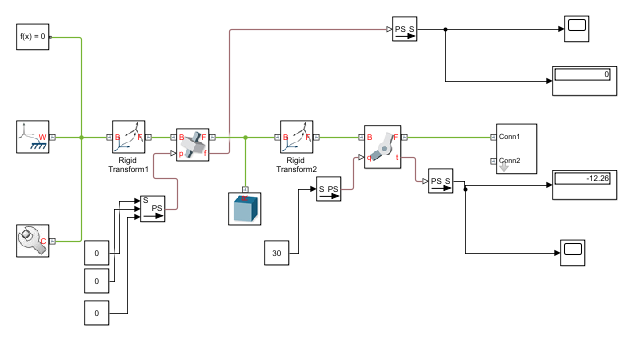 PS S
f(x) = 0
0
W
B F
Rigid
Transform1
B F
p f
B F
Rigid
Transform2
B F
q t
Conn1
Conn2
PS S
-12.26
S
PS
S PS
C
0
30
0
0